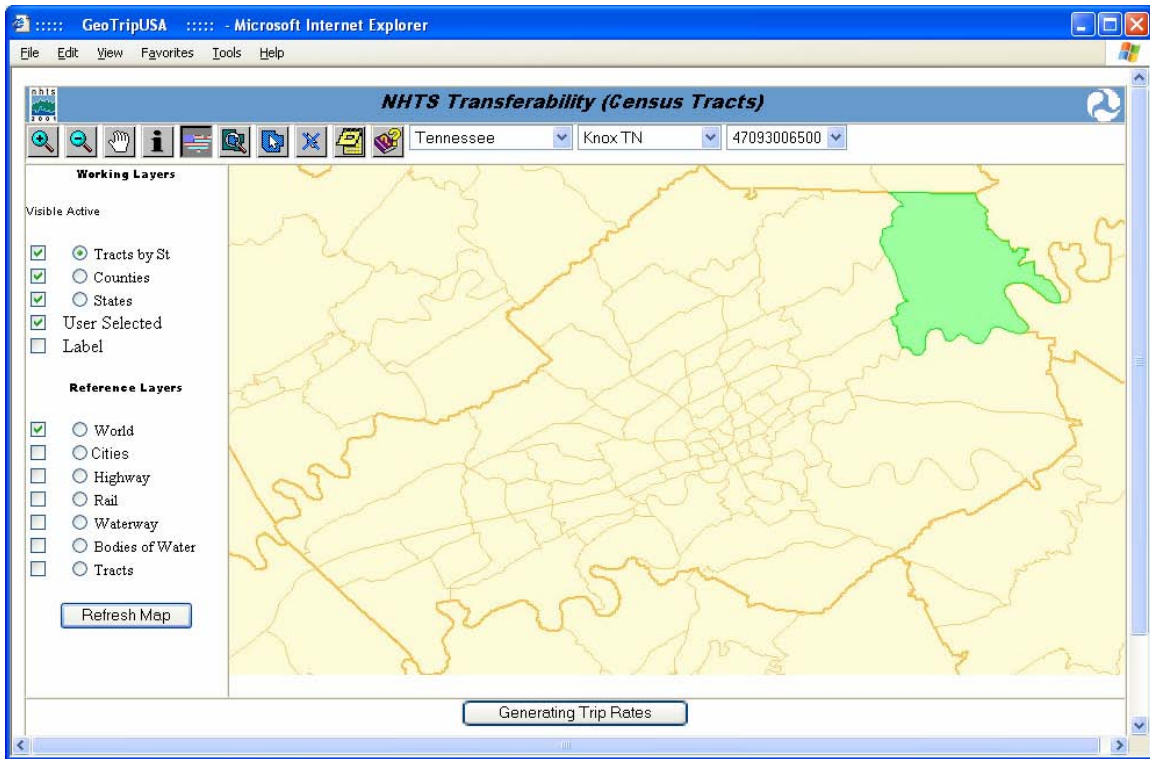 ::::: GeoTripUSA ::::: - Microsoft Internet Explorer
File Edit View Favorites Tools Help
nhts
2001
NHTS Transferability (Census Tracts)
Tennessee Knox TN 47093006500
Working Layers
Visible Active
Tracts by St
Counties
States
User Selected
Label
Reference Layers
World
Cities
Highway
Rail
Waterway
Bodies of Water
Tracts
Refresh Map
Generating Trip Rates